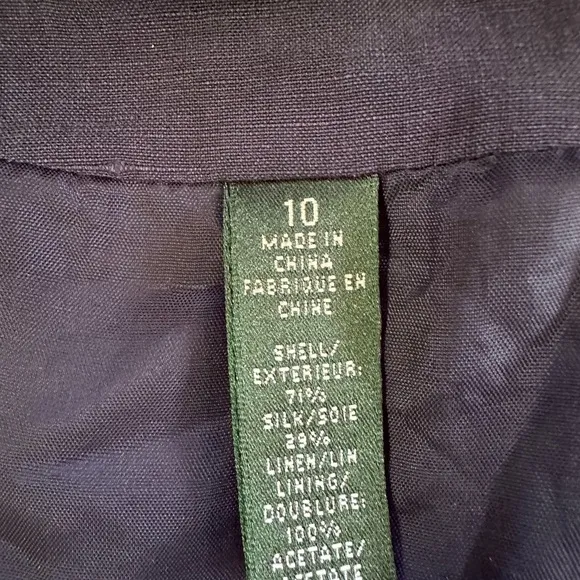 10
MADE IN
CHINA
FABRIQUE EN
CHINE
SHELL/
EXTERIEUR:
71%
SILK/SOIE
29%
LINEN/LIN
LINING/
DOUBLURE:
100%
ACETATE/
ACETATE